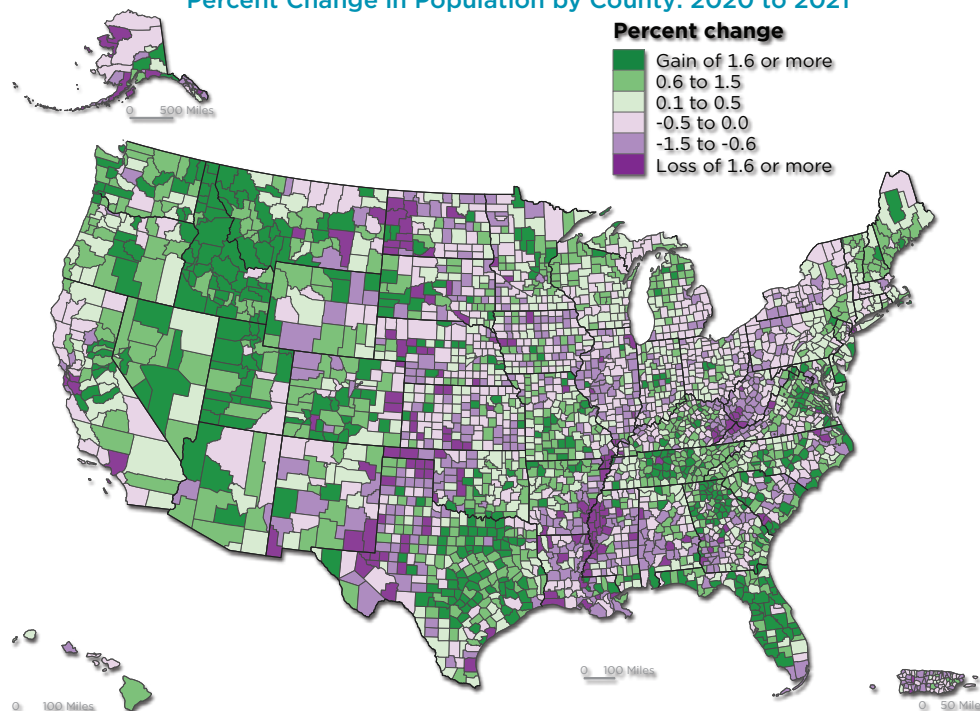 Percent Change in Population by County: 2020 to 2021
Percent change
Gain of 1.6 or more
0.6 to 1.5
0.1 to 0.5
-0.5 to 0.0
-1.5 to -0.6
Loss of 1.6 or more
0 500 Miles
0 100 Miles
0 100 Miles
0 50 Miles